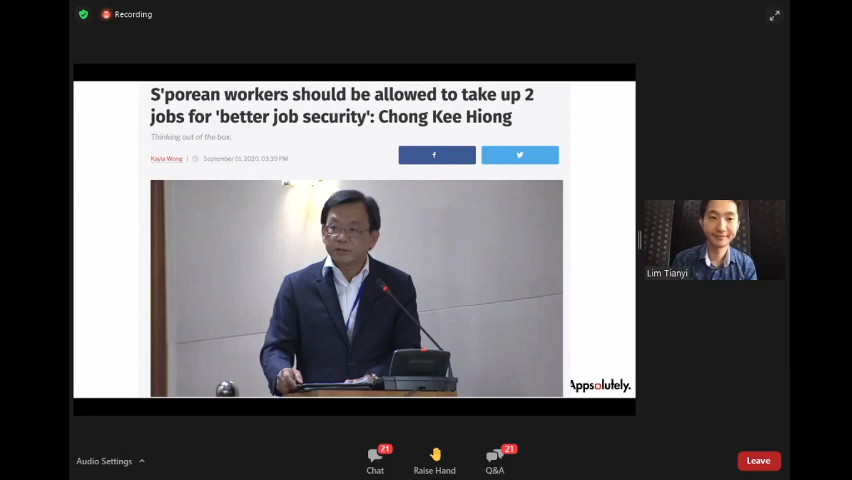 Recording
S'porean workers should be allowed to take up 2
jobs for 'better job security': Chong Kee Hiong
Thinking out of the box.
Kayla Wong | September 01, 2020, 03:39 PM
f
Lim Tianyi
Appsolutely.
Audio Settings
21
21
Chat
Raise Hand
Q&A
Leave